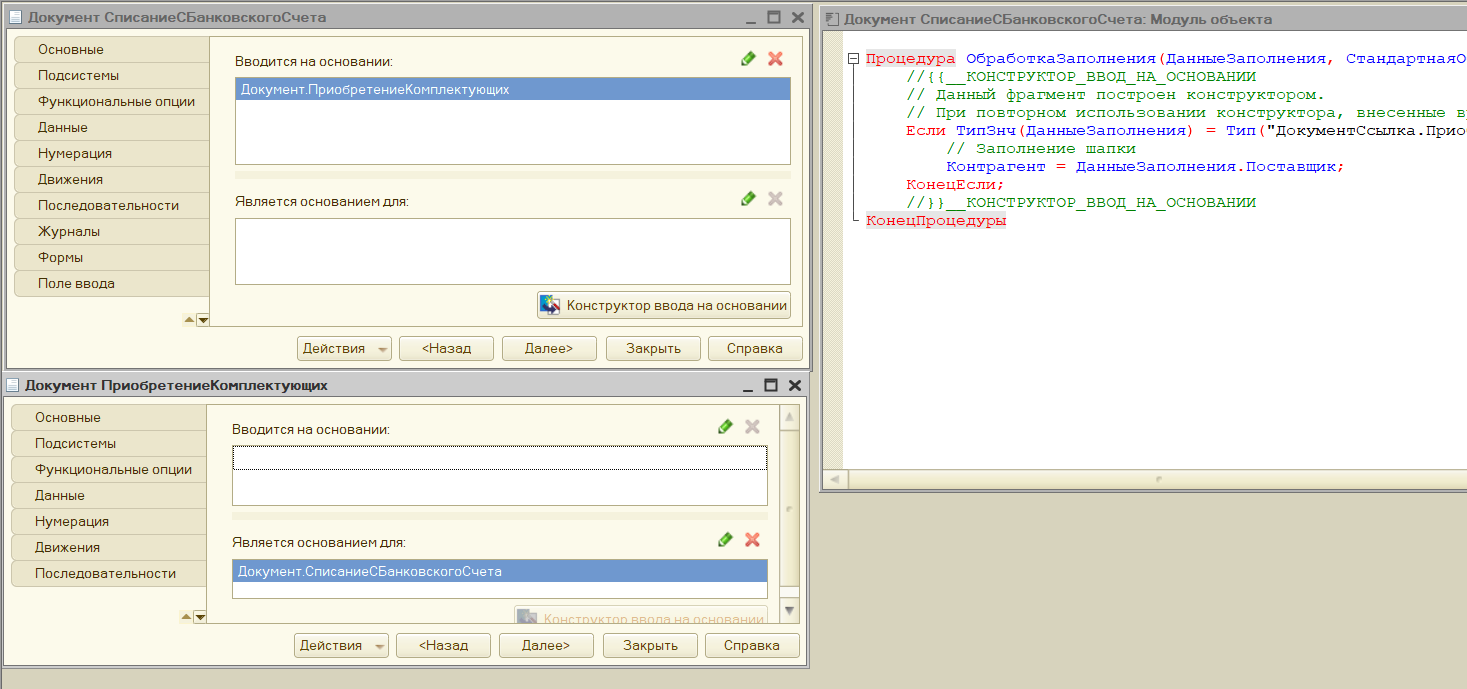 Документ СписаниеСБанковскогоСчета
Основные
Подсистемы
Функциональные опции
Данные
Нумерация
Движения
Последовательности
Журналы
Формы
Поле ввода
Вводится на основании:
Документ.ПриобретениеКомплектующих
Является основанием для:
Конструктор ввода на основании
Действия
<Назад
Далее>
Закрыть
Справка
Документ ПриобретениеКомплектующих
Основные
Подсистемы
Функциональные опции
Данные
Нумерация
Движения
Последовательности
Вводится на основании:
Является основанием для:
Документ.СписаниеСБанковскогоСчета
Конструктор ввода на основании
Действия
<Назад
Далее>
Закрыть
Справка
Документ СписаниеСБанковскогоСчета: Модуль объекта
Процедура ОбработкаЗаполнения(ДанныеЗаполнения, СтандартнаяО
//{{__КОНСТРУКТОР_ВВОД_НА_ОСНОВАНИИ
// Данный фрагмент построен конструктором.
// При повторном использовании конструктора, внесенные в
Если ТипЗнч(ДанныеЗаполнения) = Тип("ДокументСсылка.Прио
// Заполнение шапки
Контрагент = ДанныеЗаполнения.Поставщик;
КонецЕсли;
//}}__КОНСТРУКТОР_ВВОД_НА_ОСНОВАНИИ
КонецПроцедуры